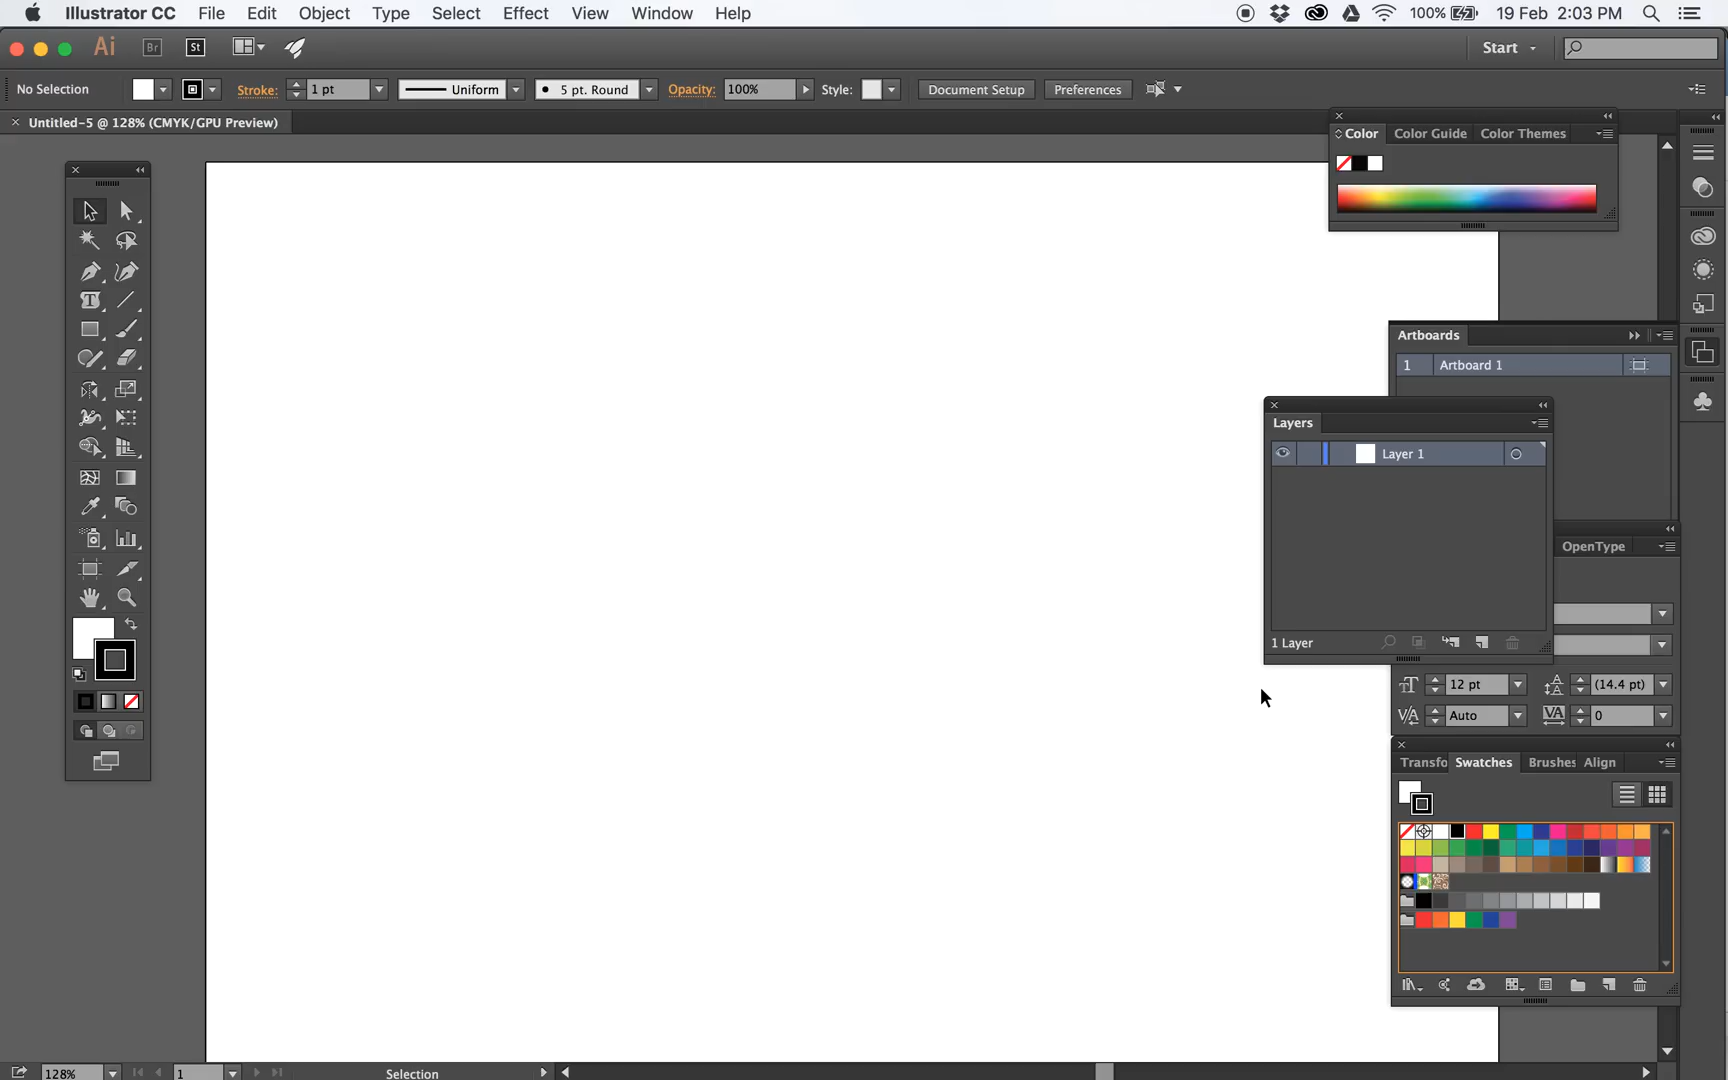 Illustrator CC File Edit Object Type Select Effect View Window Help 100% 19 Feb 2:03 PM
Ai Br St Start
No Selection Stroke: 1 pt Uniform 5 pt. Round Opacity: 100% Style: Document Setup Preferences
Untitled-5 @ 128% (CMYK/GPU Preview)
Color Color Guide Color Themes
Artboards
1 Artboard 1
Layers
Layer 1
OpenType
1 Layer
12 pt (14.4 pt)
Auto 0
Transfo Swatches Brushes Align
128% 1 Selection